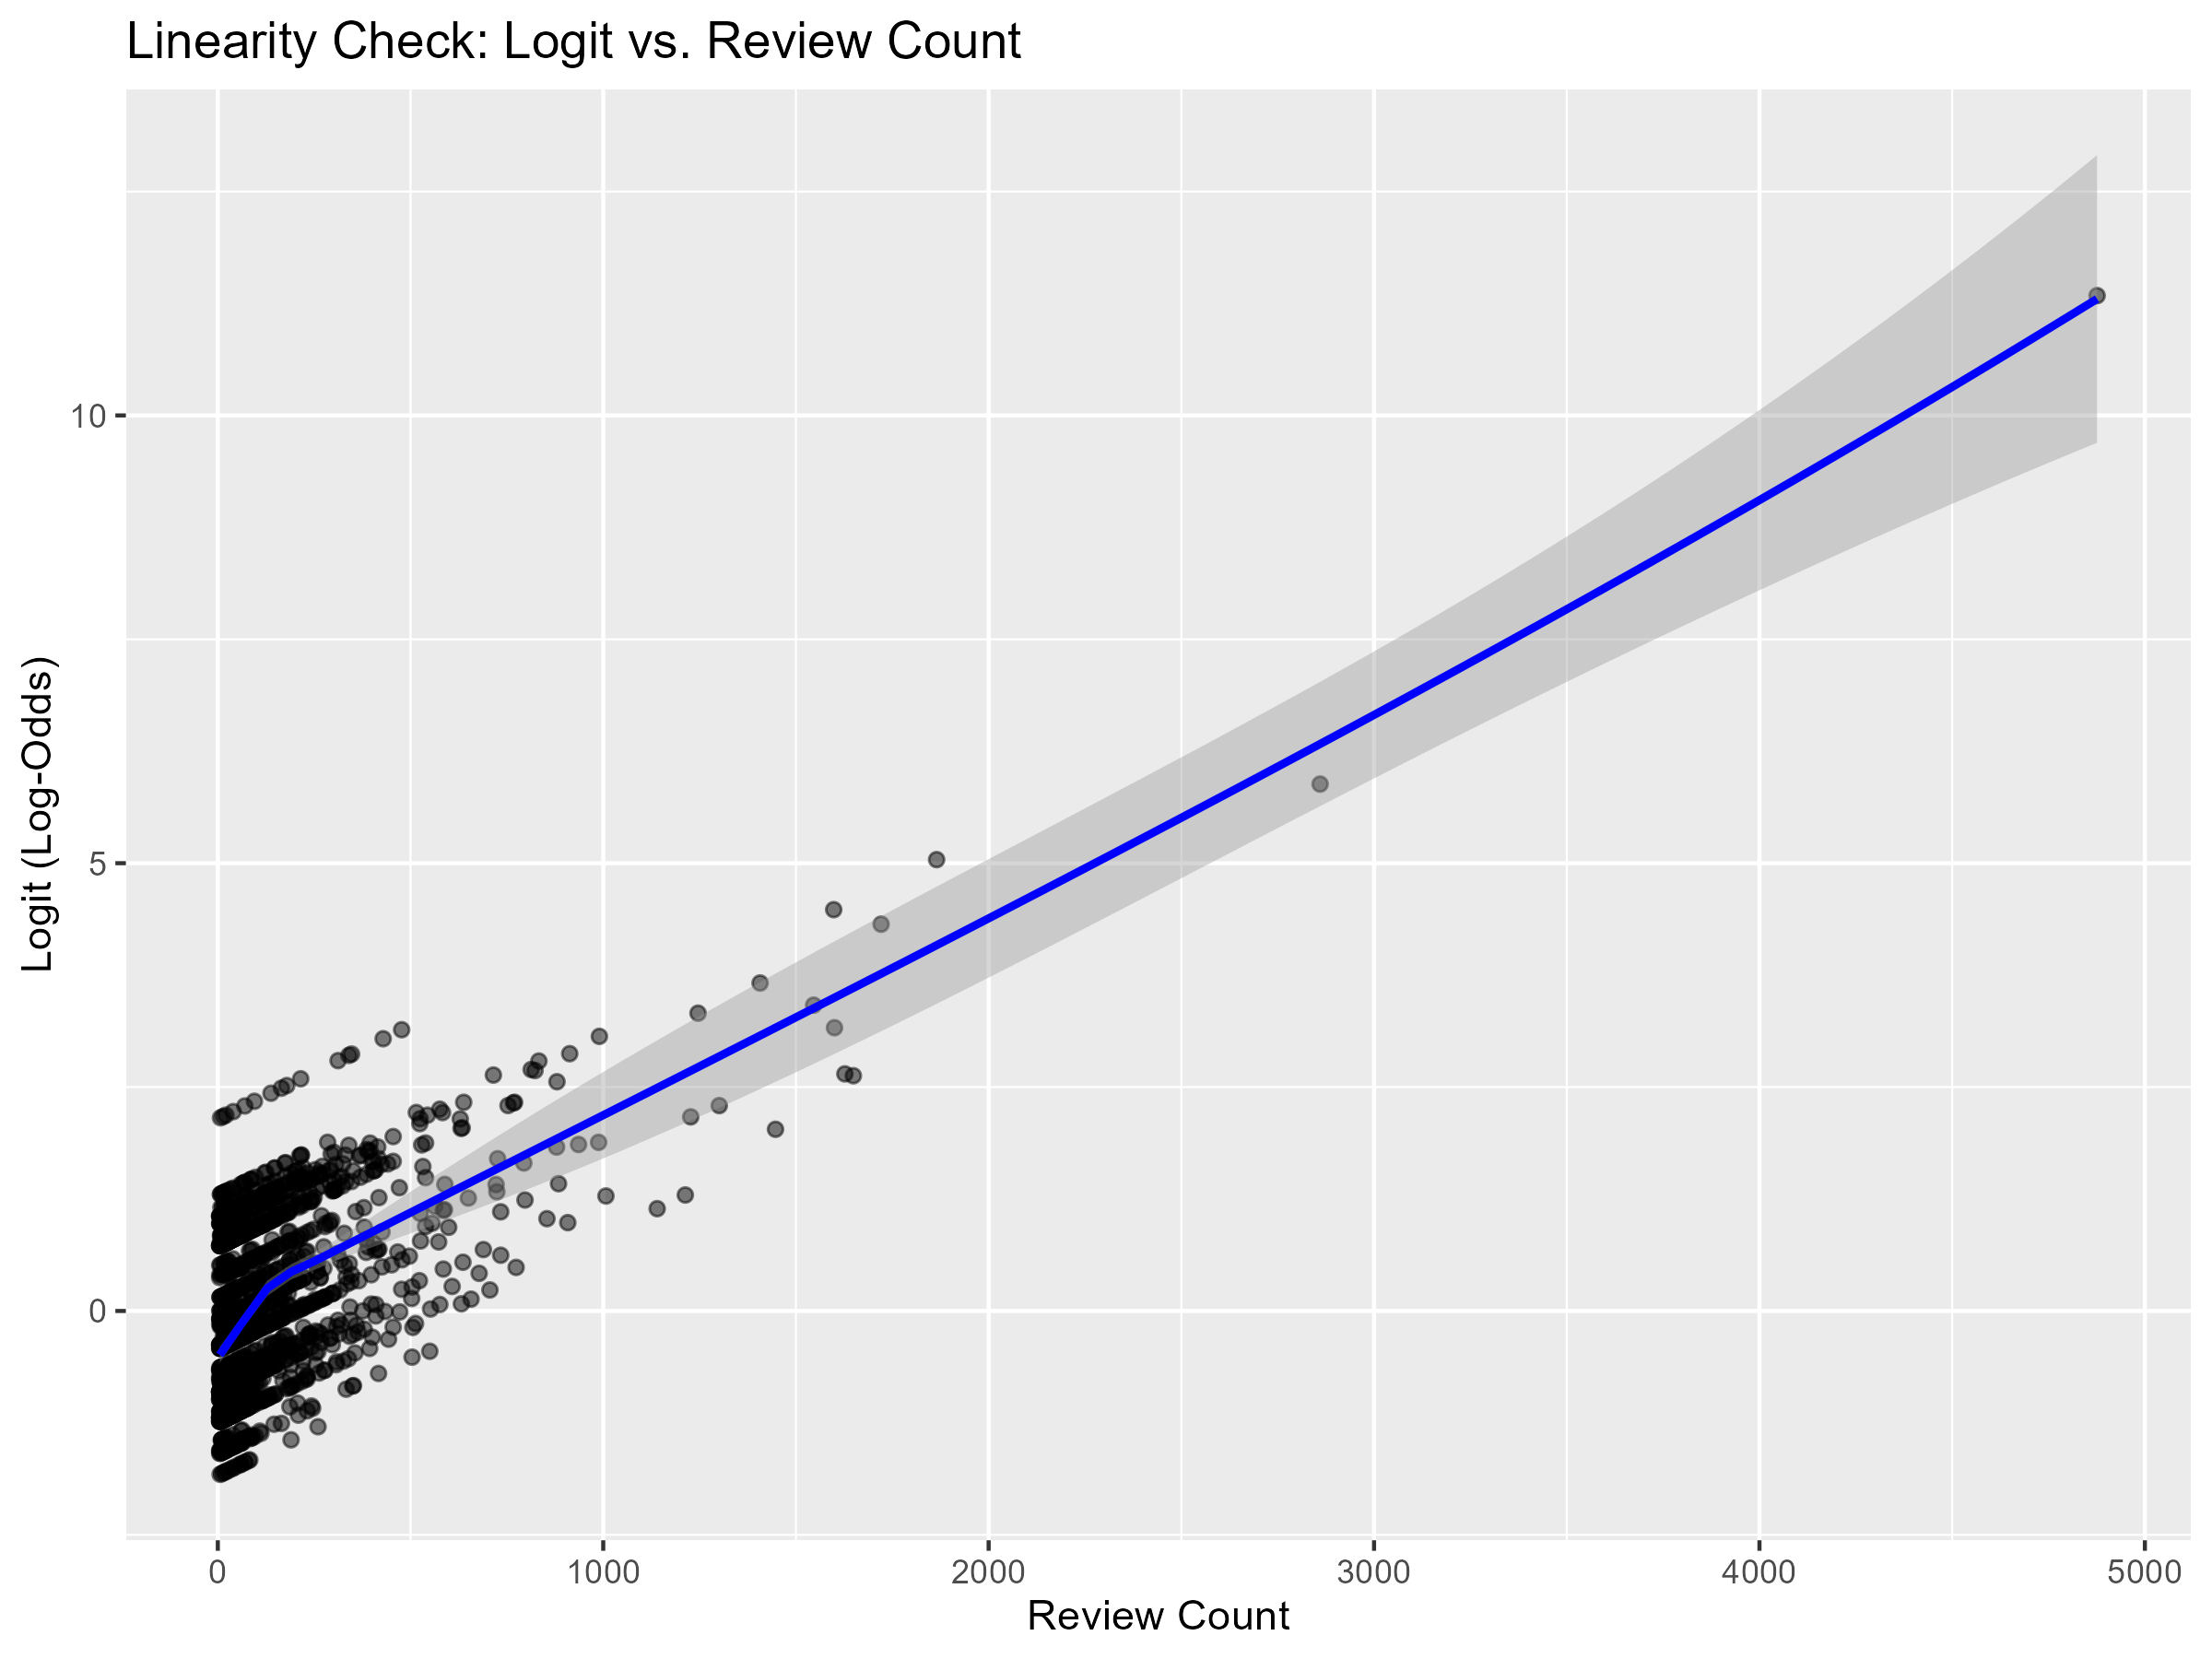 Linearity Check: Logit vs. Review Count
Logit (Log-Odds)
10
5
0
0 1000 2000 3000 4000 5000
Review Count